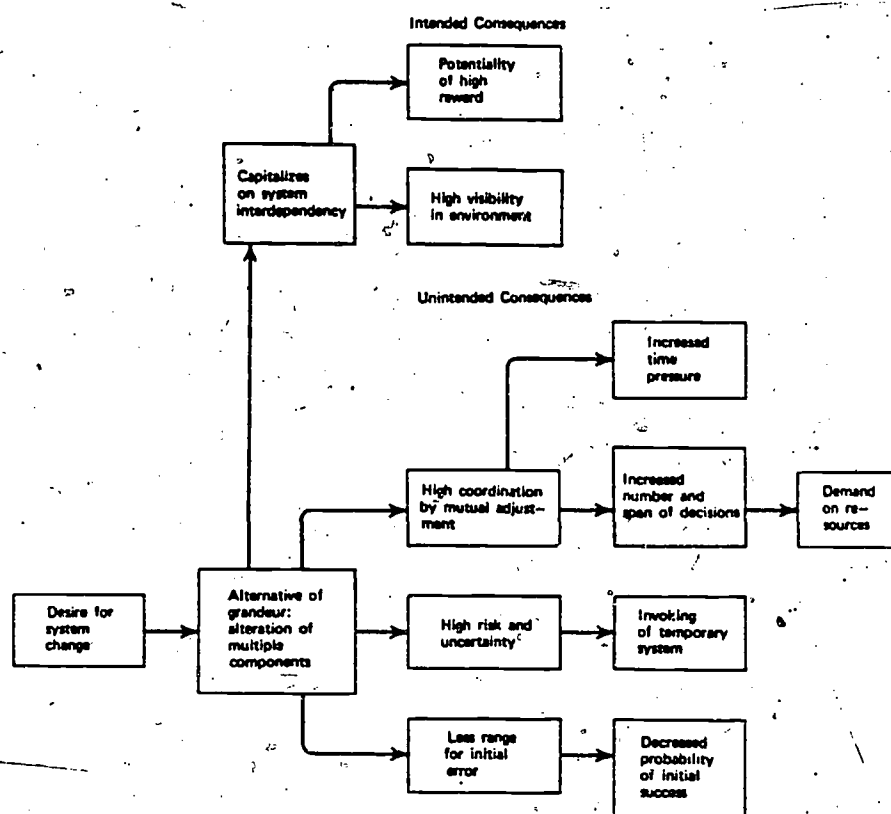 Intended Consequences
Potentiality
of high
reward
Capitalizes
on system
interdependency
High visibility
in environment
Unintended Consequences
Increased
time
pressure
High coordination
by mutual adjust-
ment
Increased
number and
span of decisions
Demand
on re-
sources
Desire for
system
change
Alternative of
grandeur:
alteration of
multiple
components
High risk and
uncertainty
Invoking
of temporary
system
Less range
for initial
error
Decreased
probability
of initial
success